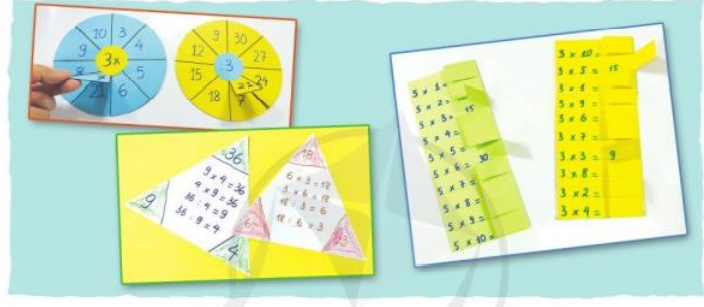 10 3
9 4
3x
8 5
21 6
9 30
12 27
:3
15 24
18
36
9 x 4 = 36
4 x 9 = 36
36 : 4 = 9
36 : 9 = 4
9
4
18
6 x 3 = 18
3 x 6 = 18
18 : 3 = 6
18 : 6 = 3
6
3
5 x 1 =
5 x 2 =
5 x 3 = 15
5 x 4 =
5 x 5 =
5 x 6 = 30
5 x 7 =
5 x 8 =
5 x 9 =
5 x 10 =
3 x 10 =
3 x 5 = 15
3 x 1 =
3 x 9 =
3 x 6 =
3 x 7 =
3 x 3 = 9
3 x 8 =
3 x 2 =
3 x 4 =